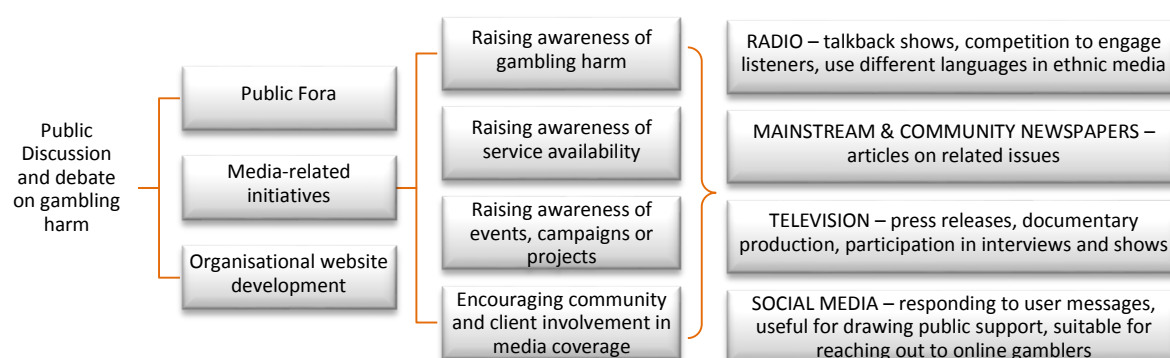 Public
Discussion
and debate
on gambling
harm
Public Fora
Media-related
initiatives
Organisational website
development
Raising awareness of
gambling harm
Raising awareness of
service availability
Raising awareness of
events, campaigns or
projects
Encouraging community
and client involvement in
media coverage
RADIO – talkback shows, competition to engage
listeners, use different languages in ethnic media
MAINSTREAM & COMMUNITY NEWSPAPERS –
articles on related issues
TELEVISION – press releases, documentary
production, participation in interviews and shows
SOCIAL MEDIA – responding to user messages,
useful for drawing public support, suitable for
reaching out to online gamblers